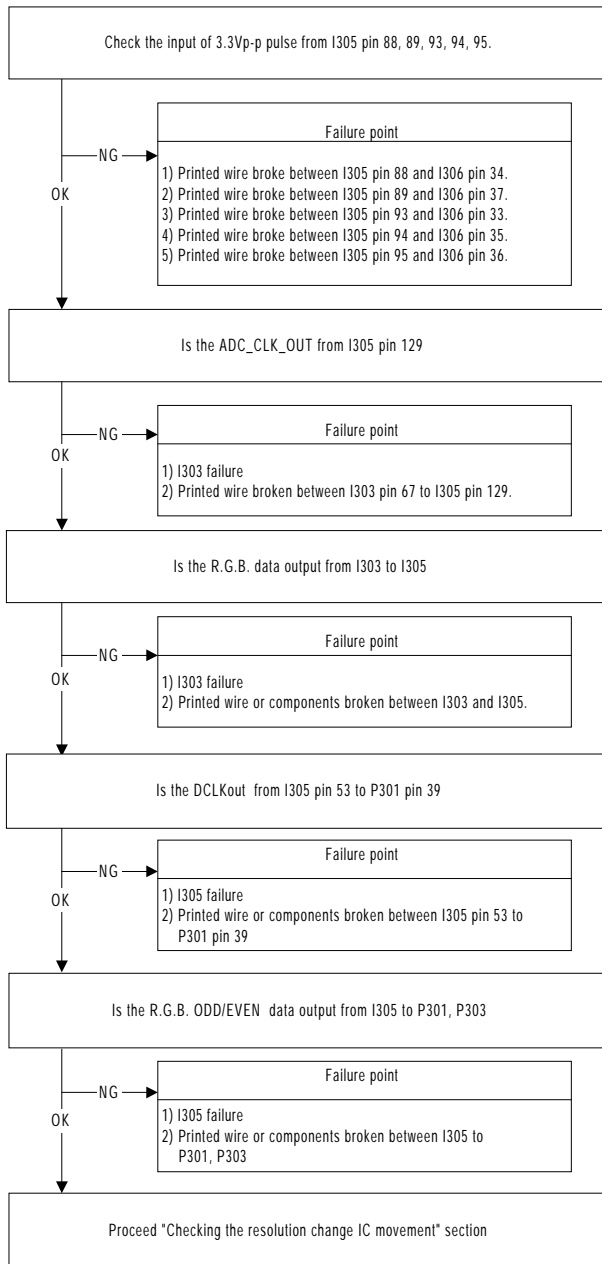 Check the input of 3.3Vp-p pulse from I305 pin 88, 89, 93, 94, 95.
Failure point
NG
1) Printed wire broke between I305 pin 88 and I306 pin 34.
OK
2) Printed wire broke between I305 pin 89 and I306 pin 37.
3) Printed wire broke between I305 pin 93 and I306 pin 33.
4) Printed wire broke between I305 pin 94 and I306 pin 35.
5) Printed wire broke between I305 pin 95 and I306 pin 36.
Is the ADC_CLK_OUT from I305 pin 129
Failure point
NG
OK
1) I303 failure
2) Printed wire broken between I303 pin 67 to I305 pin 129.
Is the R.G.B. data output from I303 to I305
Failure point
NG
OK
1) I303 failure
2) Printed wire or components broken between I303 and I305.
Is the DCLKout from I305 pin 53 to P301 pin 39
Failure point
NG
OK
1) I305 failure
2) Printed wire or components broken between I305 pin 53 to
P301 pin 39
Is the R.G.B. ODD/EVEN data output from I305 to P301, P303
Failure point
NG
OK
1) I305 failure
2) Printed wire or components broken between I305 to
P301, P303
Proceed "Checking the resolution change IC movement" section